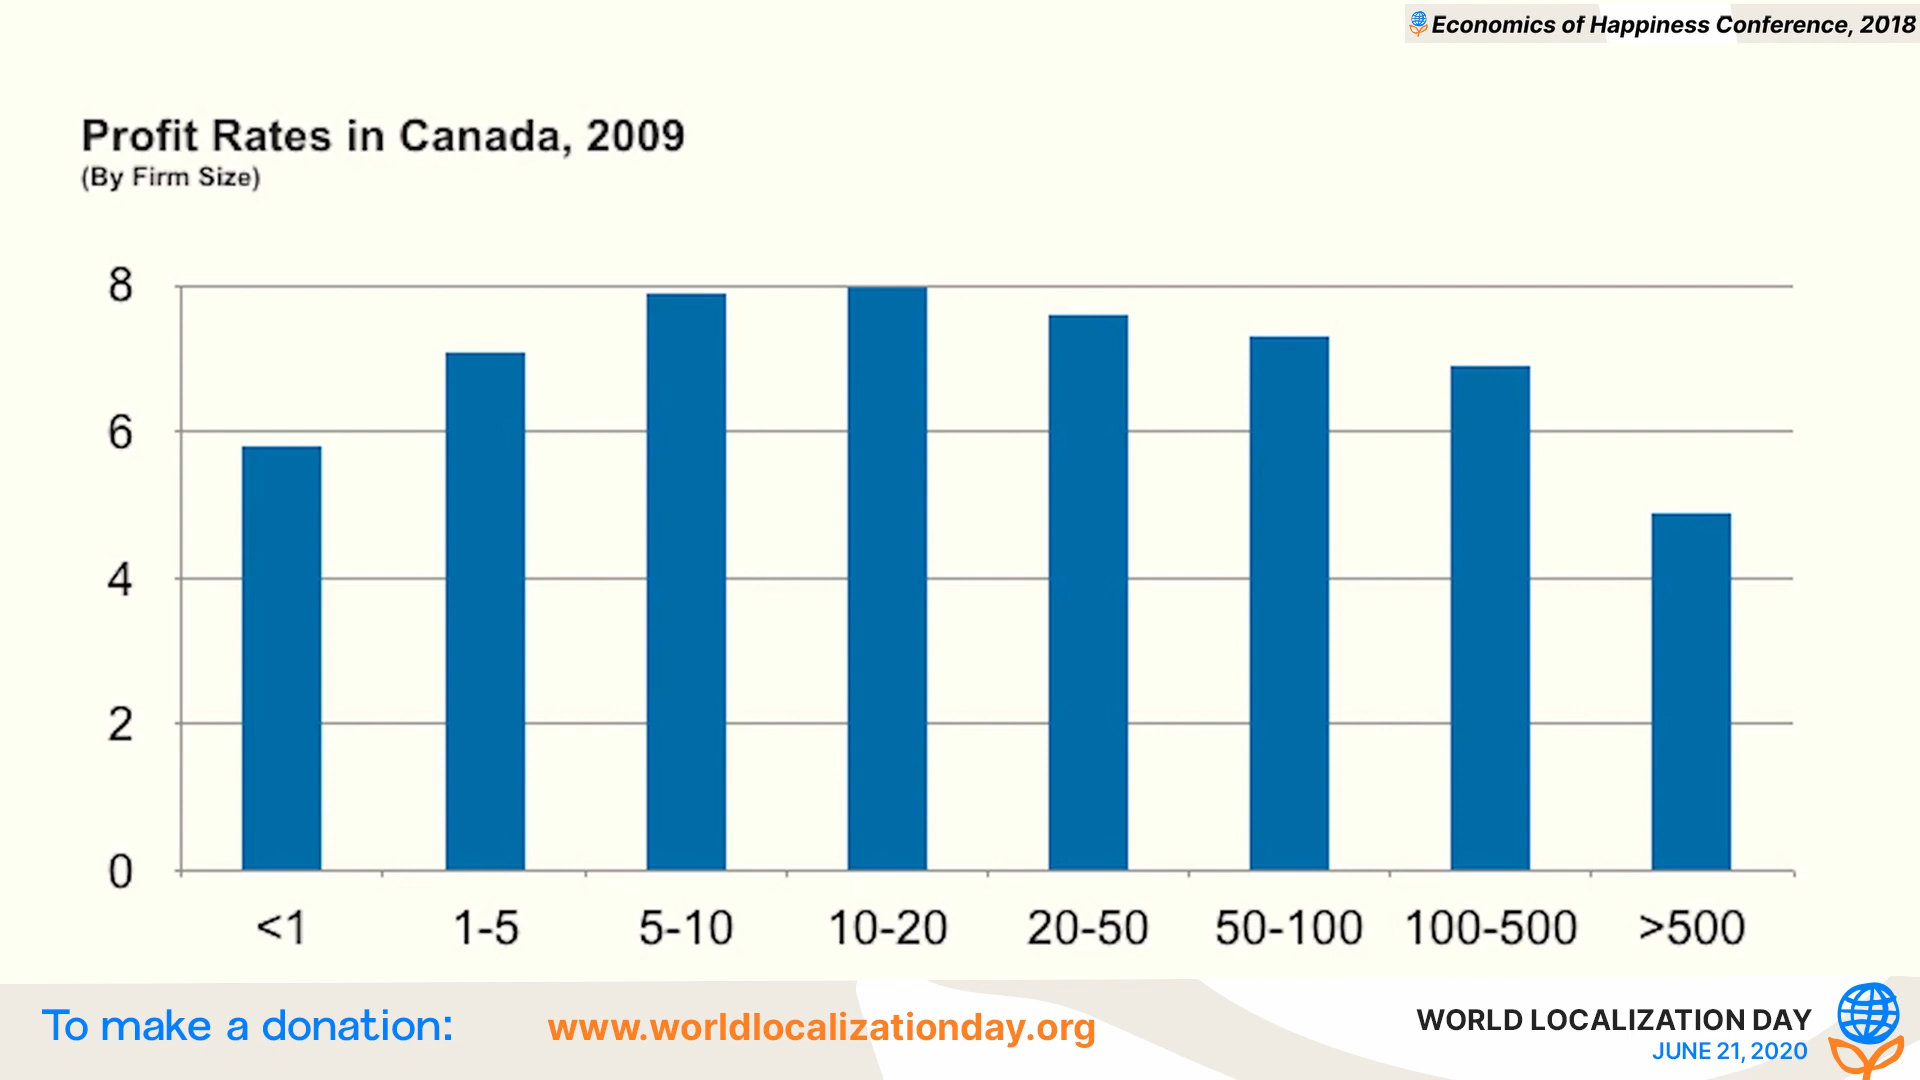 Economics of Happiness Conference, 2018
Profit Rates in Canada, 2009
(By Firm Size)
8
6
4
2
0
<1 1-5 5-10 10-20 20-50 50-100 100-500 >500
To make a donation: www.worldlocalizationday.org
WORLD LOCALIZATION DAY
JUNE 21, 2020